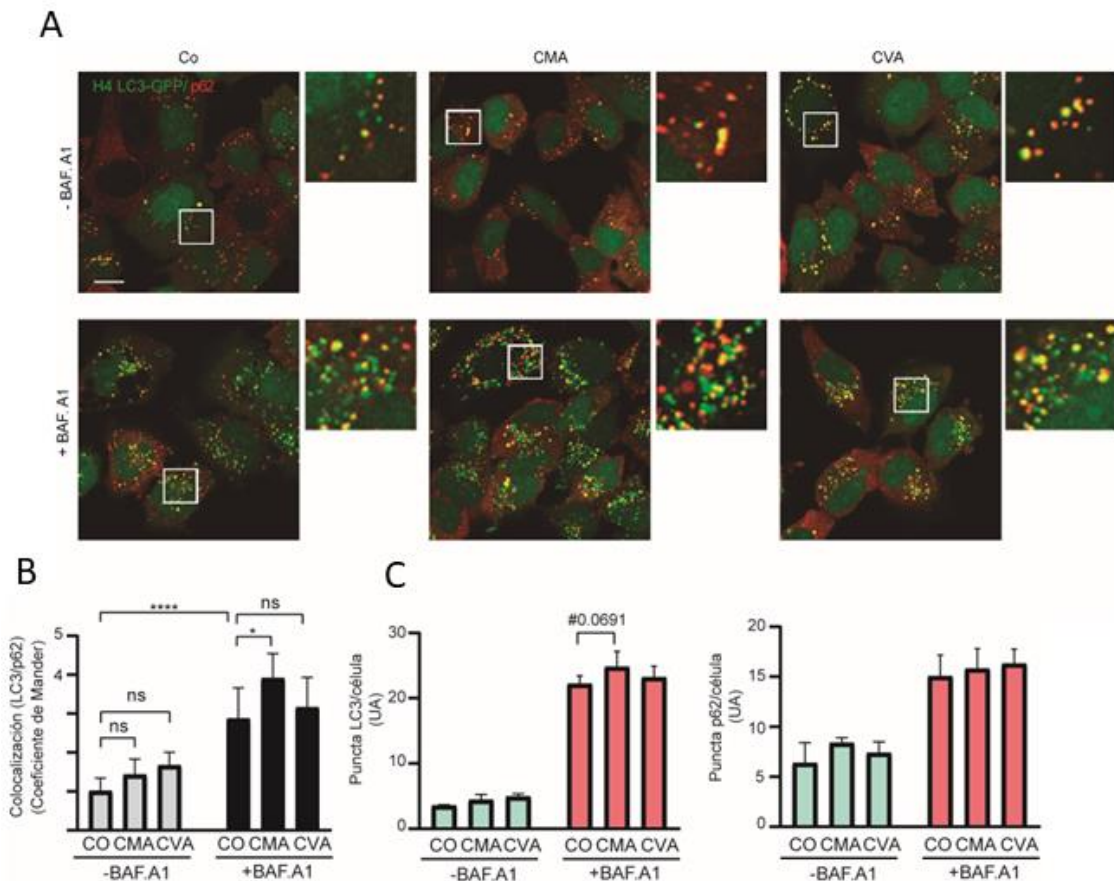 A
Co
CMA
CVA
H4 LC3-GFP/ p62
- BAF. A1
+ BAF. A1
B
Colocalización (LC3/p62)
(Coeficiente de Mander)
5
4
ns
ns
****
*
ns
CO CMA CVA
CO CMA CVA
-BAF.A1
+BAF.A1
C
Puncta LC3/célula
(UA)
30
20
10
0
#0.0691
CO CMA CVA
CO CMA CVA
-BAF.A1
+BAF.A1
Puncta p62/célula
(UA)
20
15
10
5
0
CO CMA CVA
CO CMA CVA
-BAF.A1
+BAF.A1